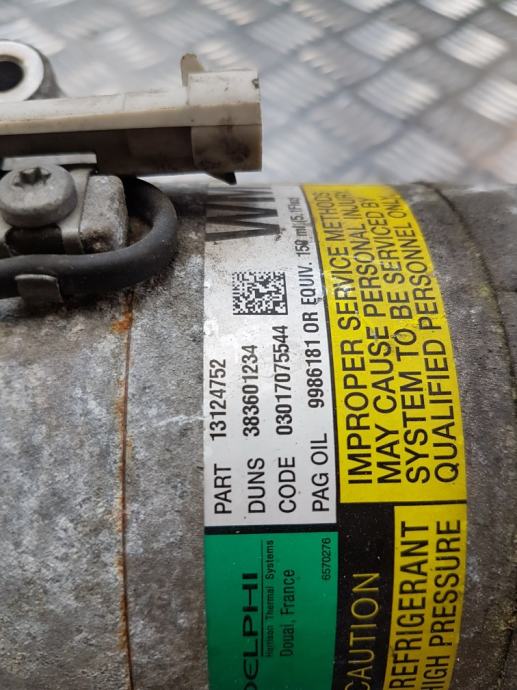 PART 13124752
DUNS 383601234
CODE 03017075544
PAG OIL 9986181 OR EQUIV. 150 ml (5.1Floz)
DELPHI
Harrison Thermal Systems
Douai, France
6570276
IMPROPER SERVICE METHODS
MAY CAUSE PERSONAL INJURY.
SYSTEM TO BE SERVICED BY
QUALIFIED PERSONNEL ONLY.
CAUTION
REFRIGERANT
HIGH PRESSURE